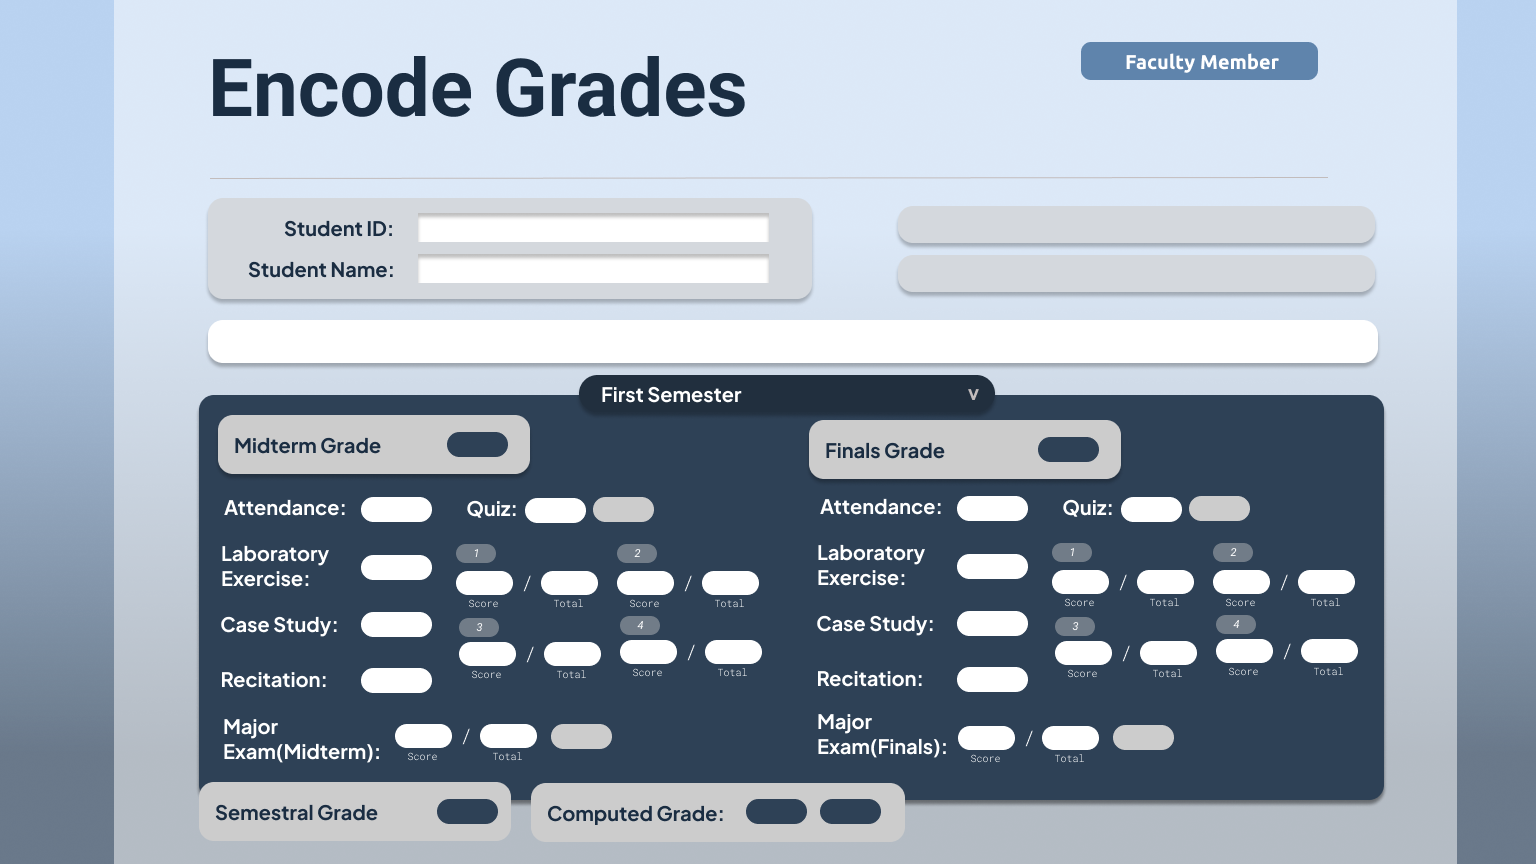 Encode Grades
Faculty Member
Student ID:
Student Name:
First Semester v
Midterm Grade
Attendance: Quiz:
Laboratory
Exercise:
1 2
/ /
Score Total Score Total
Case Study:
3 4
/ /
Score Total Score Total
Recitation:
Major
Exam(Midterm): /
Score Total
Finals Grade
Attendance: Quiz:
Laboratory
Exercise:
1 2
/ /
Score Total Score Total
Case Study:
3 4
/ /
Score Total Score Total
Recitation:
Major
Exam(Finals): /
Score Total
Semestral Grade
Computed Grade: